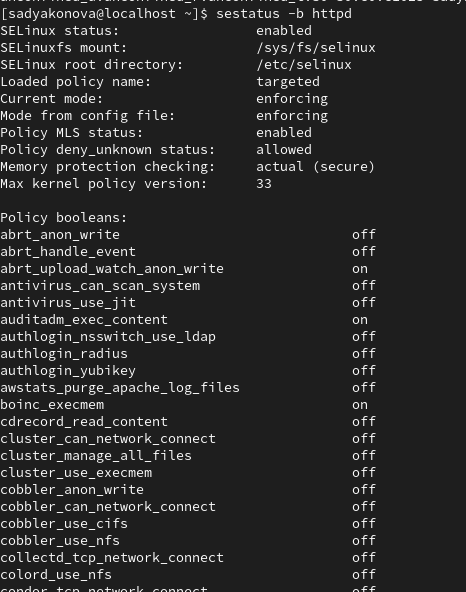 [sadyakonova@localhost ~]$ sestatus -b httpd
SELinux status:                 enabled
SELinuxfs mount:                /sys/fs/selinux
SELinux root directory:         /etc/selinux
Loaded policy name:             targeted
Current mode:                   enforcing
Mode from config file:          enforcing
Policy MLS status:              enabled
Policy deny_unknown status:     allowed
Memory protection checking:     actual (secure)
Max kernel policy version:      33

Policy booleans:
abrt_anon_write                             off
abrt_handle_event                           off
abrt_upload_watch_anon_write                on
antivirus_can_scan_system                   off
antivirus_use_jit                           off
auditadm_exec_content                       on
authlogin_nsswitch_use_ldap                 off
authlogin_radius                            off
authlogin_yubikey                           off
awstats_purge_apache_log_files              off
boinc_execmem                               on
cdrecord_read_content                       off
cluster_can_network_connect                 off
cluster_manage_all_files                    off
cluster_use_execmem                         off
cobbler_anon_write                          off
cobbler_can_network_connect                 off
cobbler_use_cifs                            off
cobbler_use_nfs                             off
collectd_tcp_network_connect                off
colord_use_nfs                              off
condor_tcp_network_connect                  off